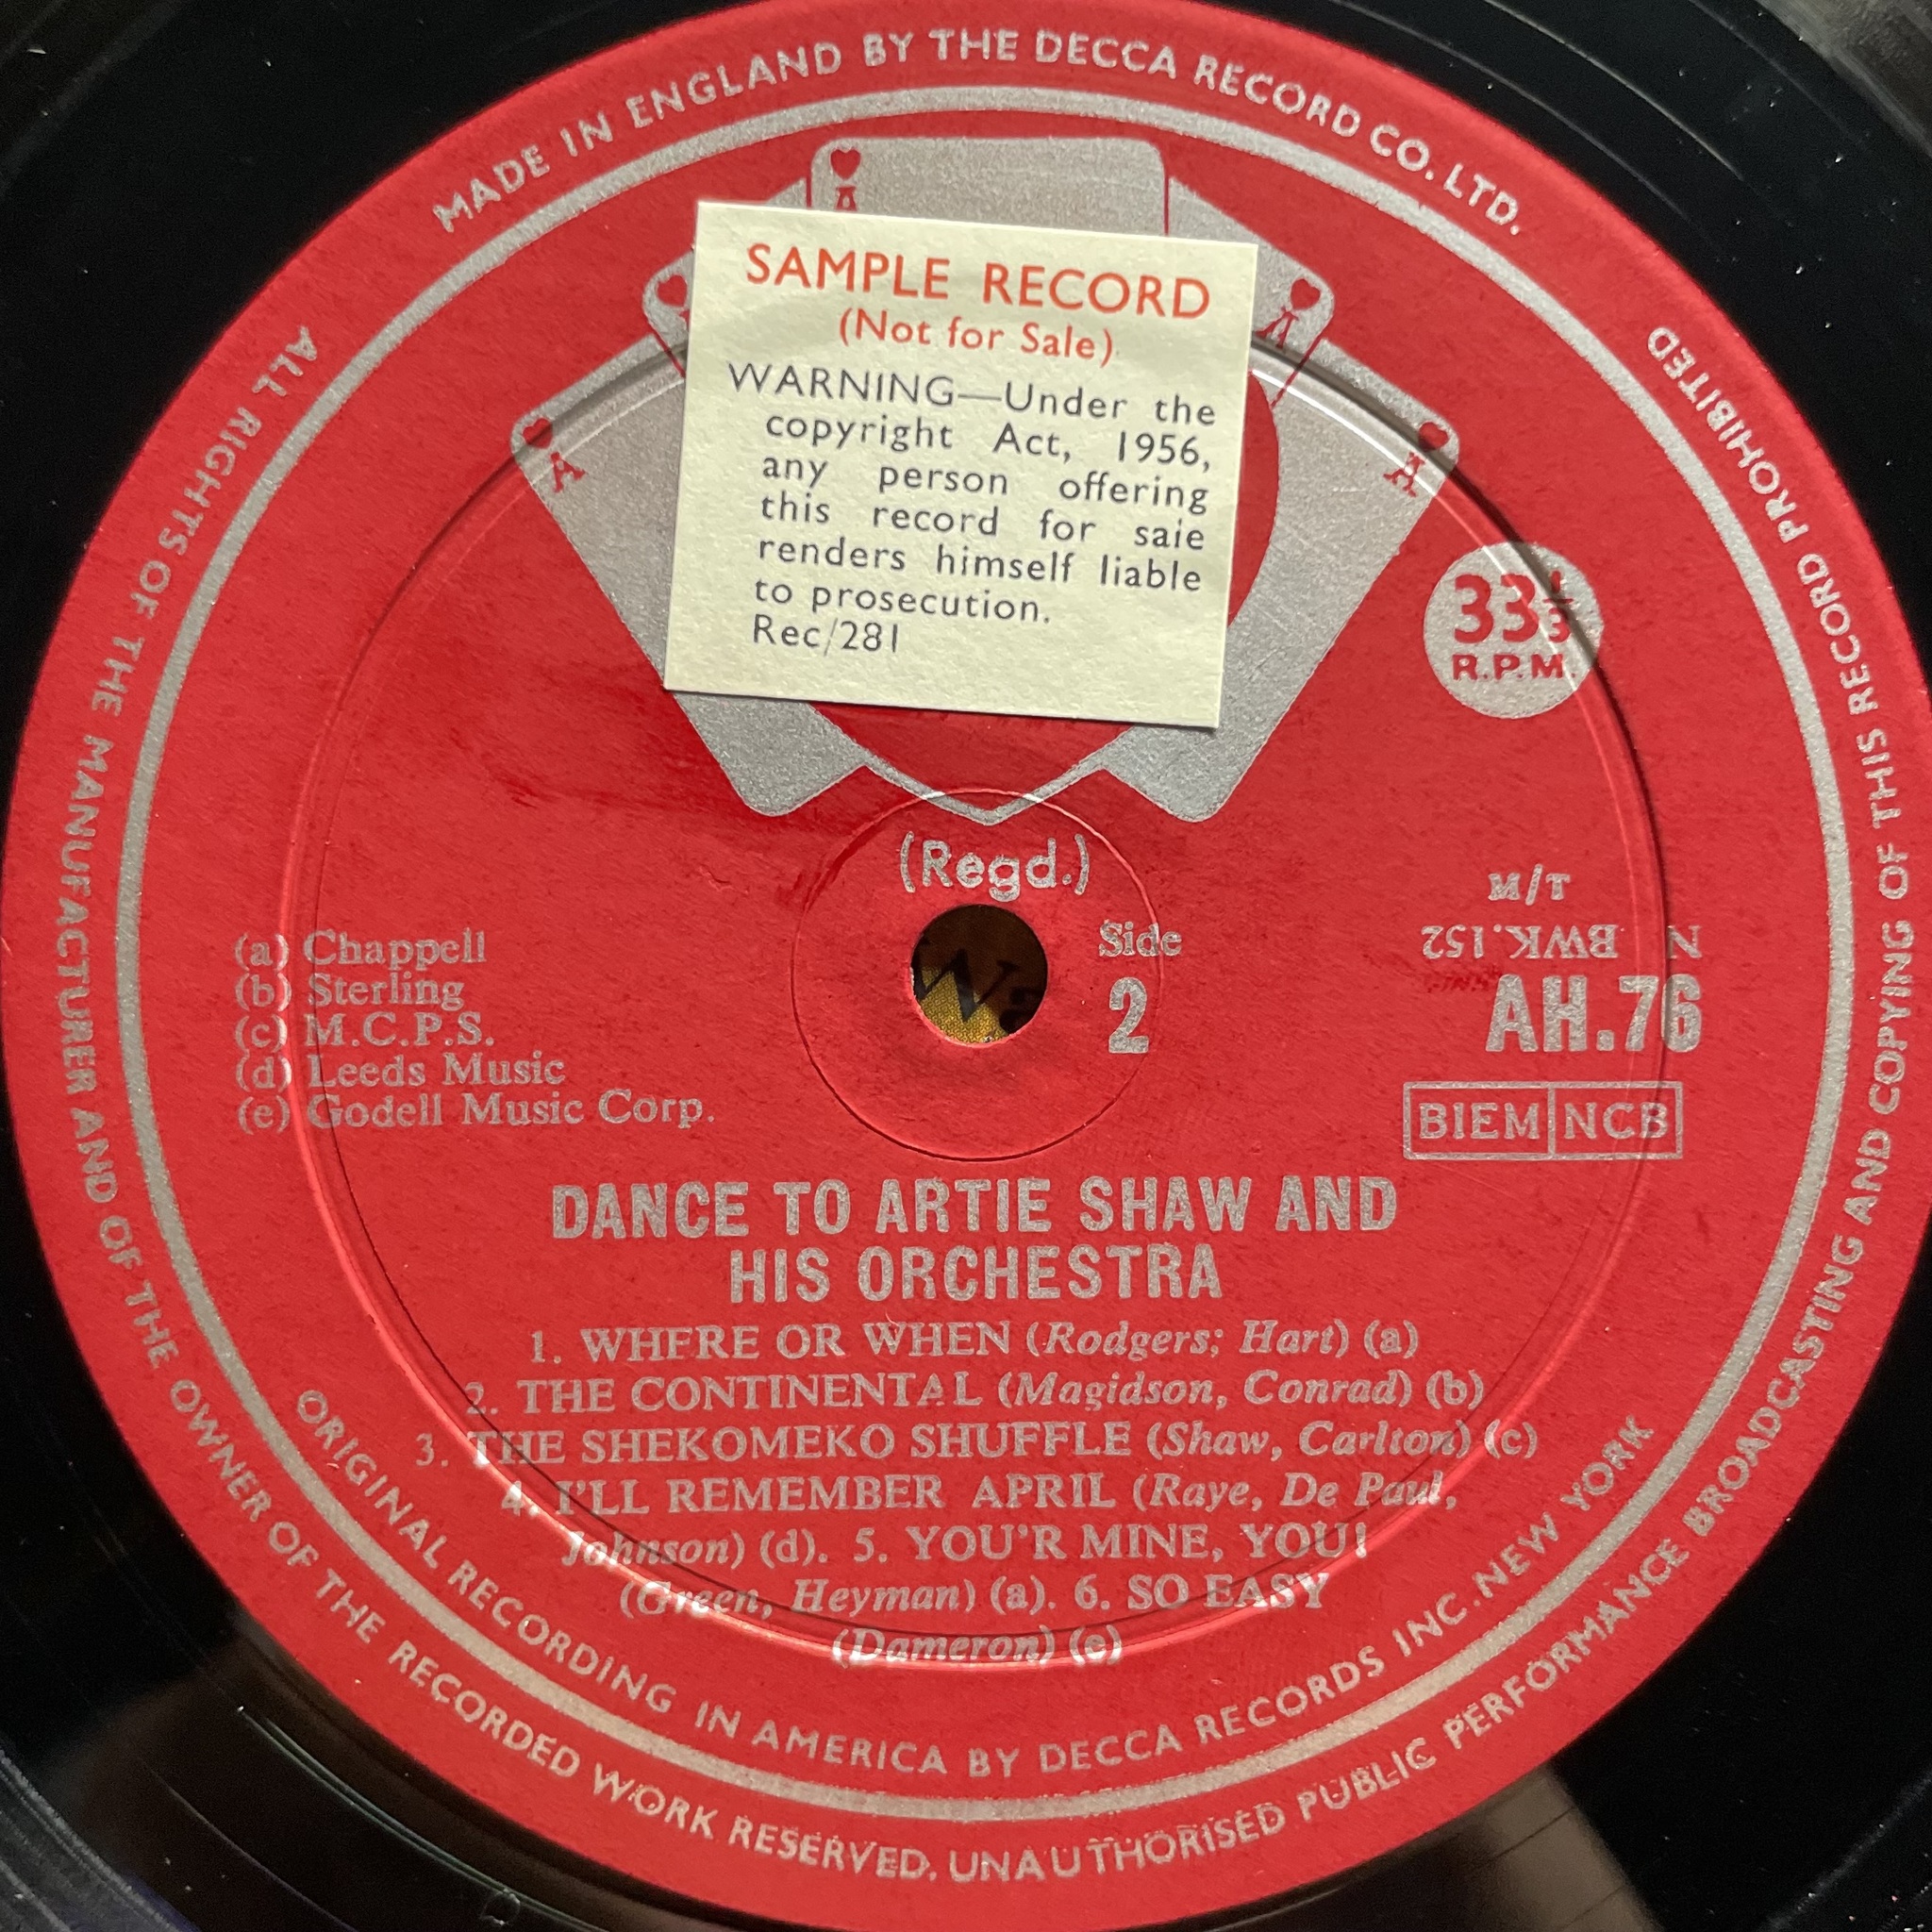 MADE IN ENGLAND BY THE DECCA RECORD CO. LTD.
A
A
A
A
SAMPLE RECORD
(Not for Sale)
WARNING—Under the
copyright Act, 1956,
any person offering
this record for saie
renders himself liable
to prosecution.
Rec/281
33⅓
R.P.M.
(Regd.)
(a) Chappell
(b) Sterling
(c) M.C.P.S.
(d) Leeds Music
(e) Godell Music Corp.
Side
2
M/T
N BWK.152
AH.76
BIEM NCB
DANCE TO ARTIE SHAW AND
HIS ORCHESTRA
1. WHFRE OR WHEN (Rodgers; Hart) (a)
2. THE CONTINENTAL (Magidson, Conrad) (b)
3. THE SHEKOMEKO SHUFFLE (Shaw, Carlton) (c)
4. I'LL REMEMBER APRIL (Raye, De Paul,
Johnson) (d). 5. YOU'R MINE, YOU!
(Green, Heyman) (a). 6. SO EASY
(Dameron) (e)
ORIGINAL RECORDING IN AMERICA BY DECCA RECORDS INC. NEW YORK
ALL RIGHTS OF THE MANUFACTURER AND OF THE OWNER OF THE RECORDED WORK RESERVED. UNAUTHORISED PUBLIC PERFORMANCE BROADCASTING AND COPYING OF THIS RECORD PROHIBITED